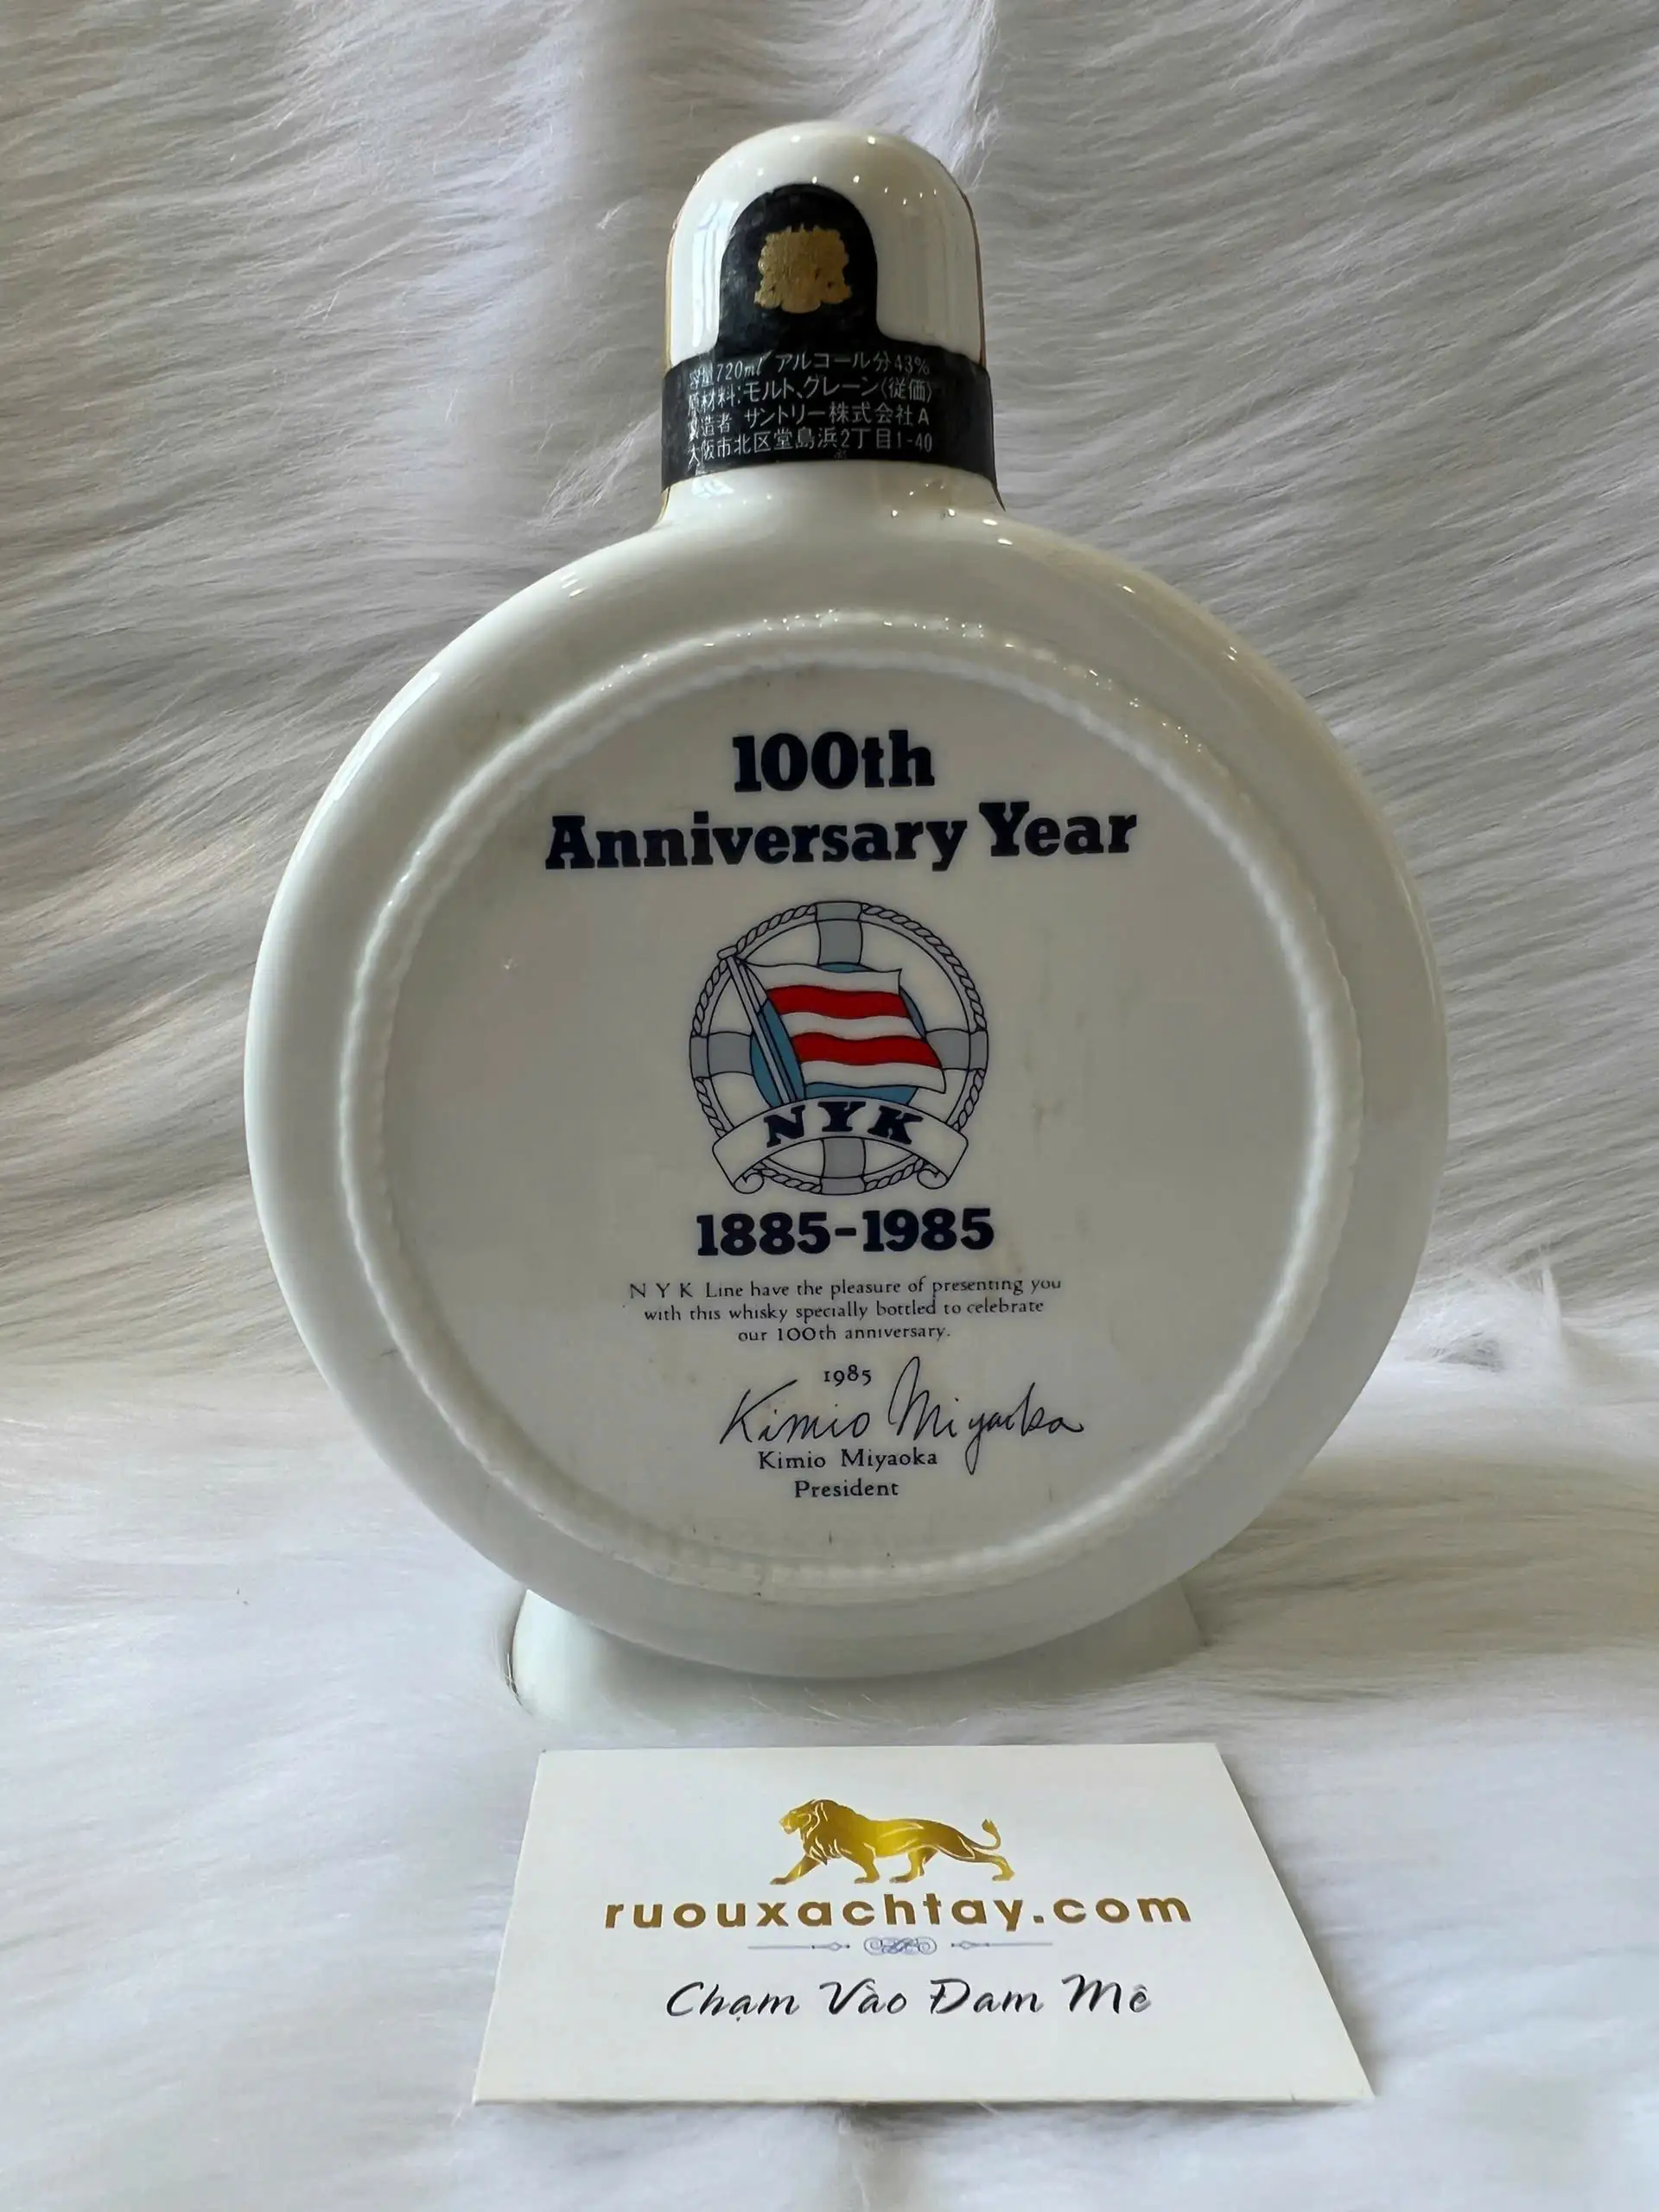 容量720ml アルコール分43%
原材料:モルト、グレーン(従価)
製造者 サントリー株式会社A
大阪市北区堂島浜2丁目1-40
100th
Anniversary Year
NYK
1885-1985
N Y K Line have the pleasure of presenting you
with this whisky specially bottled to celebrate
our 100th anniversary.
1985
Kimio Miyaoka
Kimio Miyaoka
President
ruouxachtay.com
Chạm Vào Đam Mê